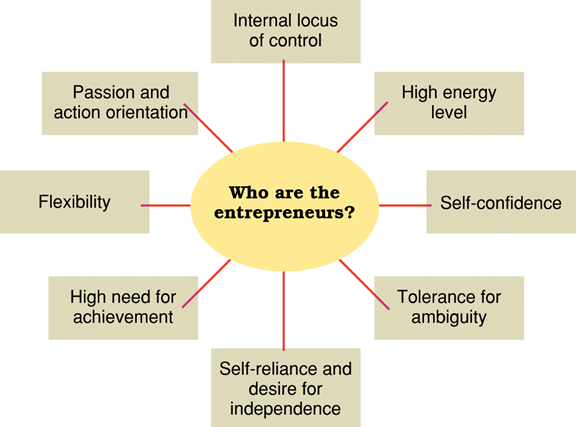 Internal locus
of control
Passion and
action orientation
High energy
level
Flexibility
Who are the
entrepreneurs?
Self-confidence
High need for
achievement
Tolerance for
ambiguity
Self-reliance and
desire for
independence